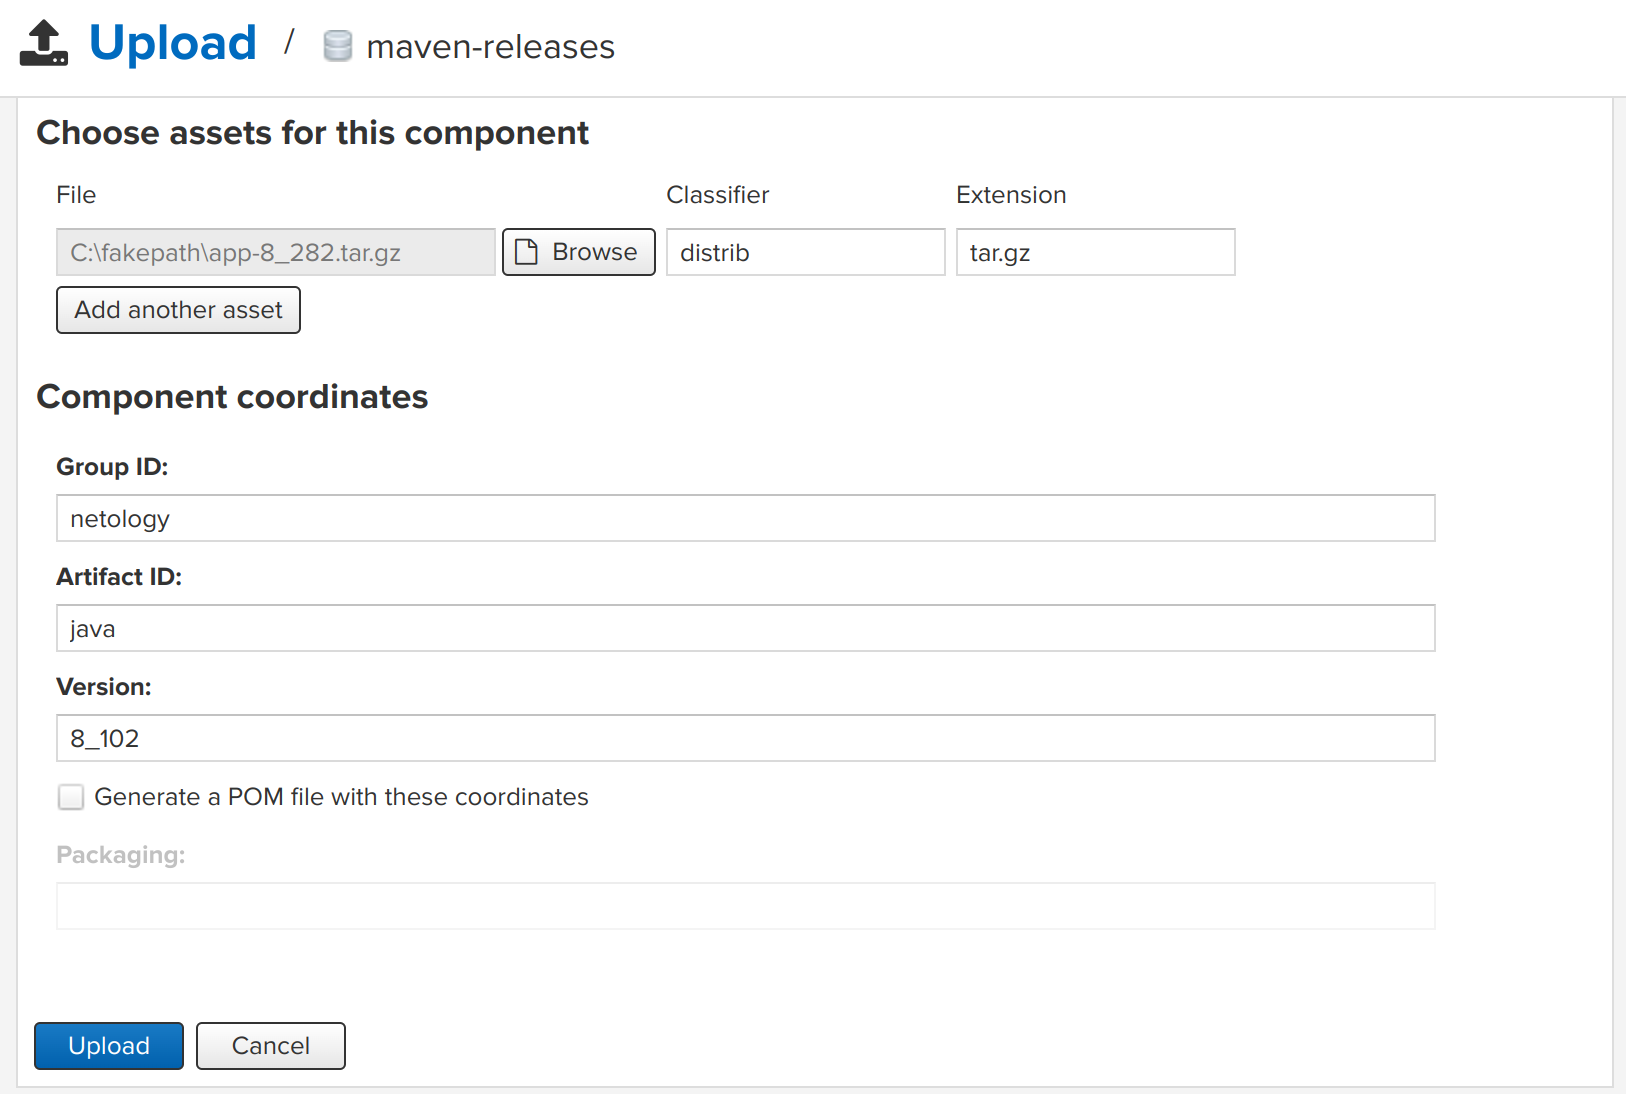 Upload / maven-releases
Choose assets for this component
File Classifier Extension
C:\fakepath\app-8_282.tar.gz Browse distrib tar.gz
Add another asset
Component coordinates
Group ID:
netology
Artifact ID:
java
Version:
8_102
Generate a POM file with these coordinates
Packaging:
Upload Cancel